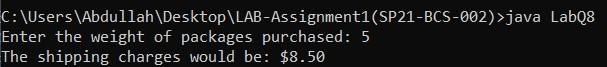 C:\Users\Abdullah\Desktop\LAB-Assignment1(SP21-BCS-002)>java LabQ8
Enter the weight of packages purchased: 5
The shipping charges would be: $8.50